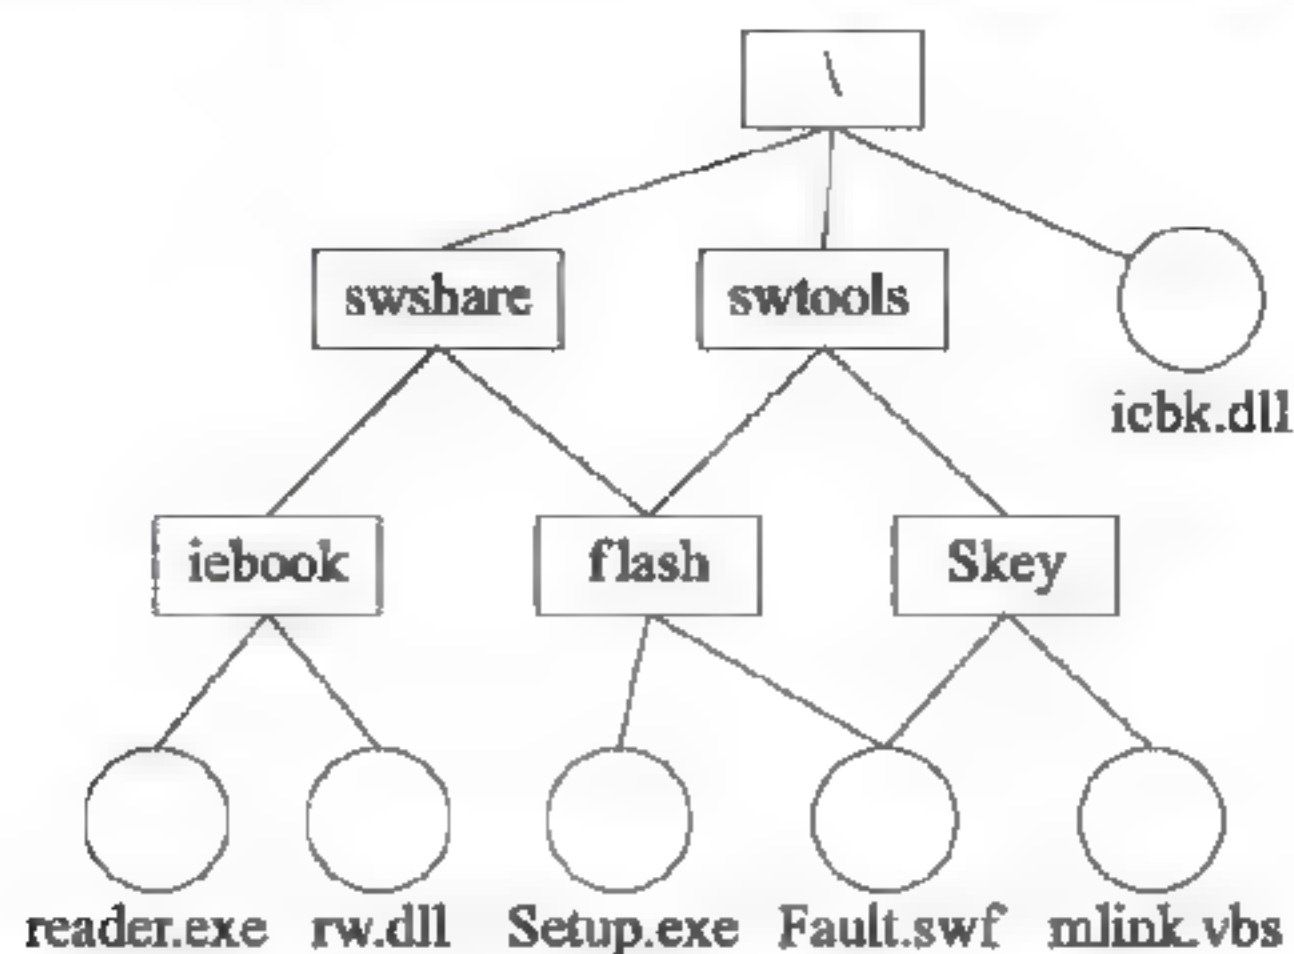 \
swshare
swtools
icbk.dll
iebook
flash
Skey
reader.exe
rw.dll
Setup.exe
Fault.swf
mlink.vbs